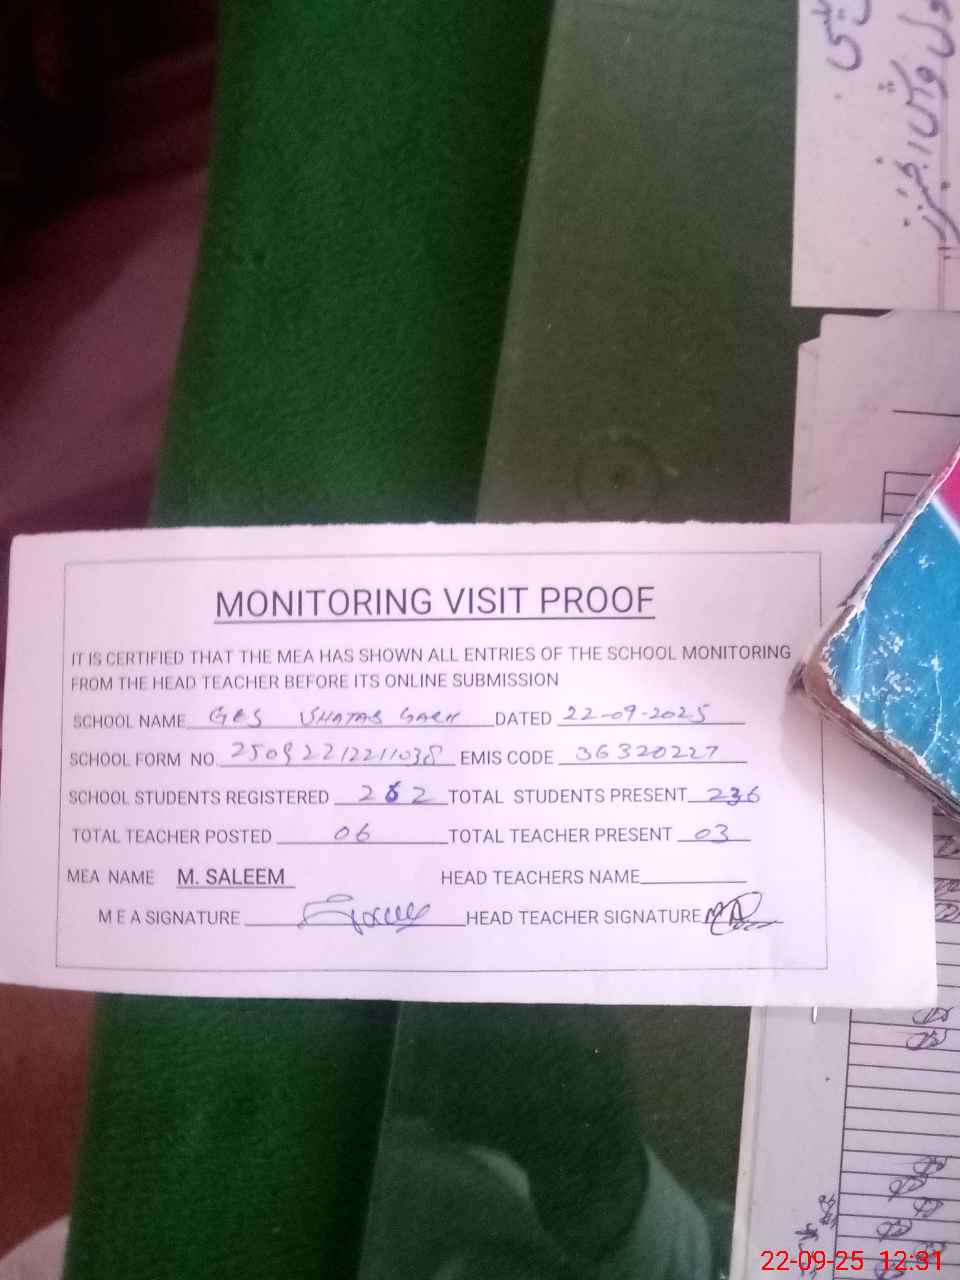 MONITORING VISIT PROOF
IT IS CERTIFIED THAT THE MEA HAS SHOWN ALL ENTRIES OF THE SCHOOL MONITORING
FROM THE HEAD TEACHER BEFORE ITS ONLINE SUBMISSION
SCHOOL NAME DATED 22-09-2025
SCHOOL FORM NO. EMIS CODE 36320227
SCHOOL STUDENTS REGISTERED 262 TOTAL STUDENTS PRESENT 236
TOTAL TEACHER POSTED 06 TOTAL TEACHER PRESENT 03
MEA NAME M. SALEEM HEAD TEACHERS NAME
M E A SIGNATURE HEAD TEACHER SIGNATURE
22-09-25 12:31